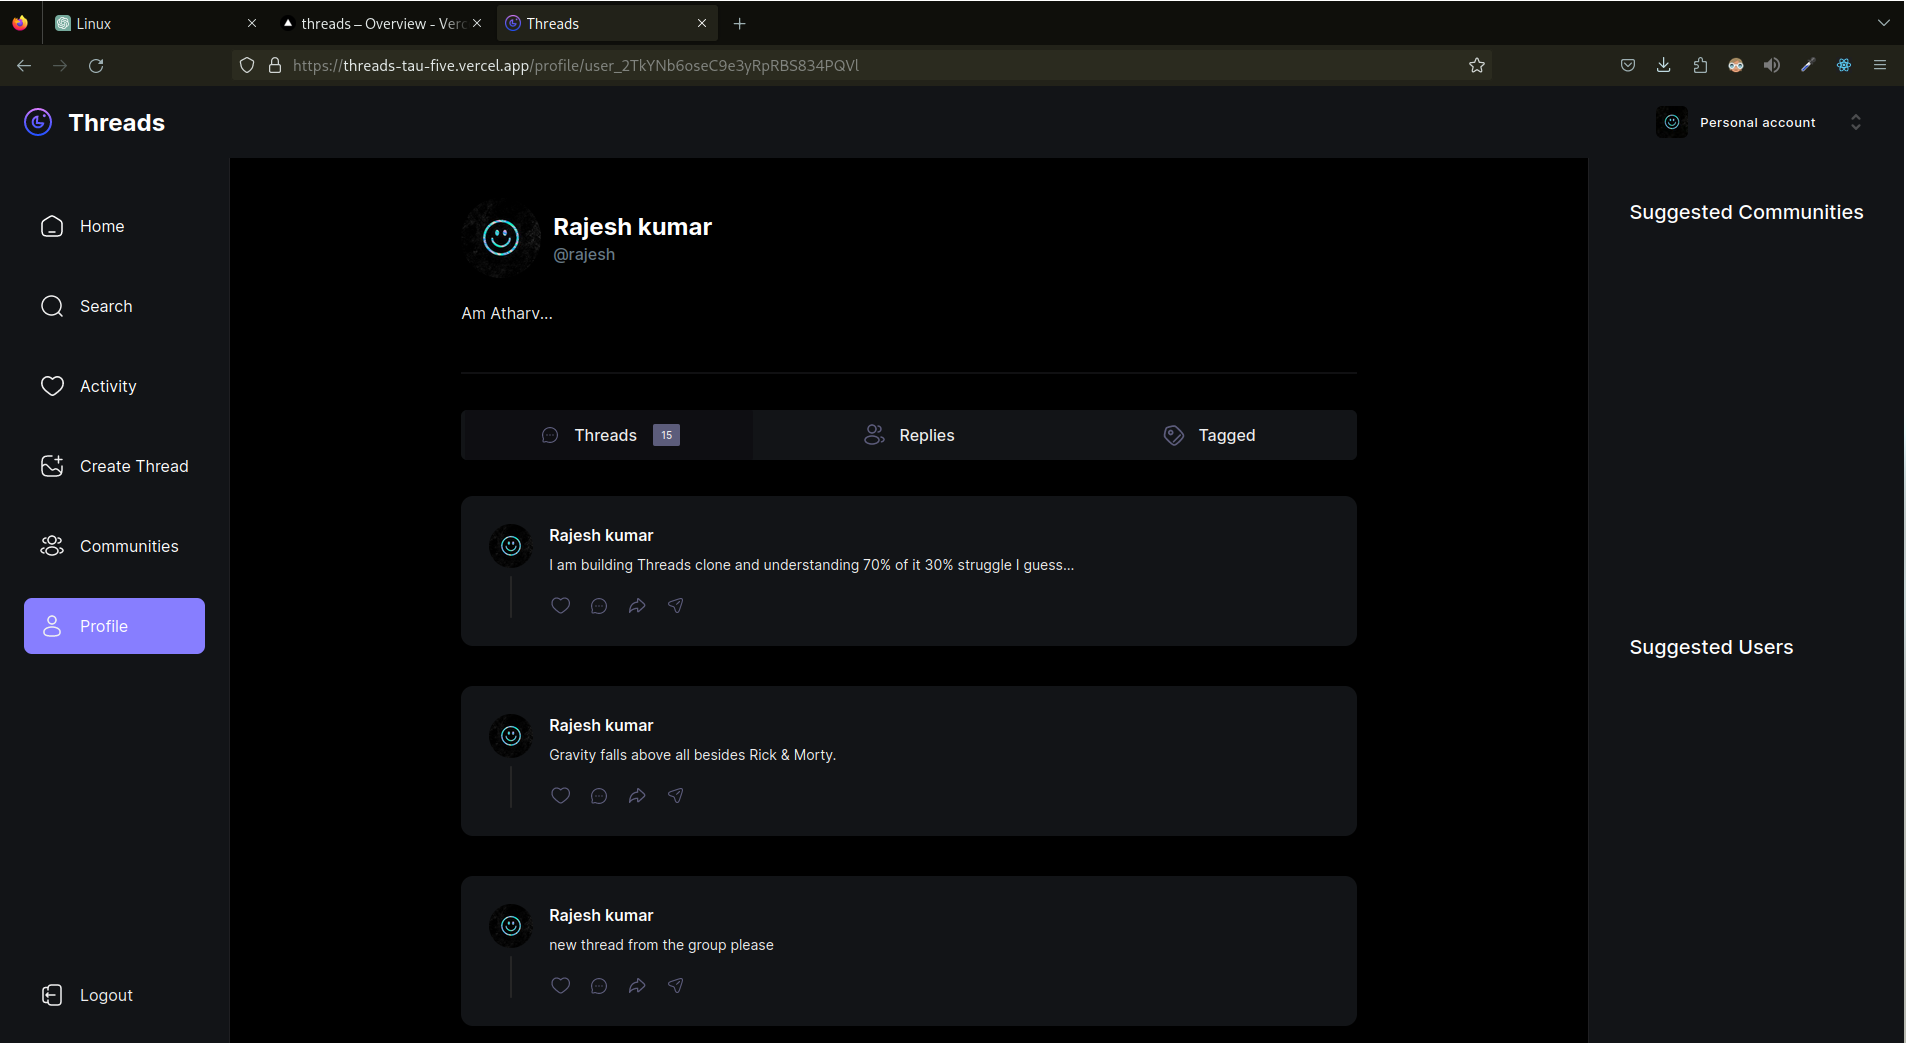 Linux
threads – Overview - Verc
Threads
https://threads-tau-five.vercel.app/profile/user_2TkYNb6oseC9e3yRpRBS834PQVl
Threads
Personal account
Home
Search
Activity
Create Thread
Communities
Profile
Logout
Rajesh kumar
@rajesh
Am Atharv...
Threads 15
Replies
Tagged
Rajesh kumar
I am building Threads clone and understanding 70% of it 30% struggle I guess...
Rajesh kumar
Gravity falls above all besides Rick & Morty.
Rajesh kumar
new thread from the group please
Suggested Communities
Suggested Users